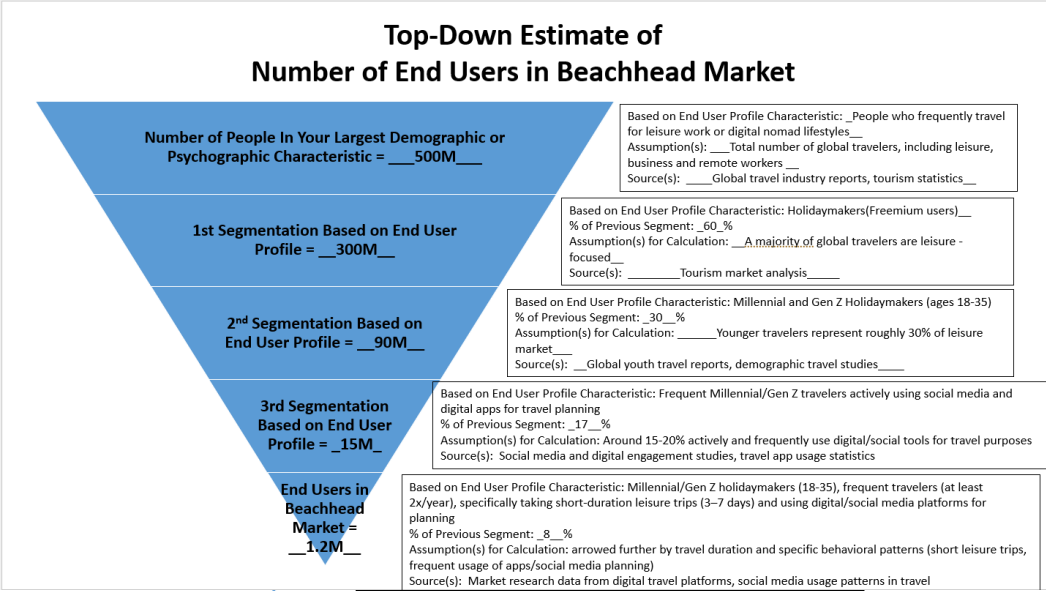 Top-Down Estimate of
Number of End Users in Beachhead Market
Number of People In Your Largest Demographic or
Psychographic Characteristic = ___500M___
Based on End User Profile Characteristic: _People who frequently travel
for leisure work or digital nomad lifestyles__
Assumption(s): ___Total number of global travelers, including leisure,
business and remote workers __
Source(s): ____Global travel industry reports, tourism statistics__
1st Segmentation Based on End User
Profile = __300M__
Based on End User Profile Characteristic: Holidaymakers(Freemium users)__
% of Previous Segment: _60_%
Assumption(s) for Calculation: __A majority of global travelers are leisure -
focused__
Source(s): ________Tourism market analysis_____
2nd Segmentation Based on
End User Profile = __90M__
Based on End User Profile Characteristic: Millennial and Gen Z Holidaymakers (ages 18-35)
% of Previous Segment: _30__%
Assumption(s) for Calculation: ______Younger travelers represent roughly 30% of leisure
market___
Source(s): __Global youth travel reports, demographic travel studies____
3rd Segmentation
Based on End User
Profile = _15M_
Based on End User Profile Characteristic: Frequent Millennial/Gen Z travelers actively using social media and
digital apps for travel planning
% of Previous Segment: _17__%
Assumption(s) for Calculation: Around 15-20% actively and frequently use digital/social tools for travel purposes
Source(s): Social media and digital engagement studies, travel app usage statistics
End Users in
Beachhead
Market =
__1.2M__
Based on End User Profile Characteristic: Millennial/Gen Z holidaymakers (18-35), frequent travelers (at least
2x/year), specifically taking short-duration leisure trips (3–7 days) and using digital/social media platforms for
planning
% of Previous Segment: _8__%
Assumption(s) for Calculation: arrowed further by travel duration and specific behavioral patterns (short leisure trips,
frequent usage of apps/social media planning)
Source(s): Market research data from digital travel platforms, social media usage patterns in travel